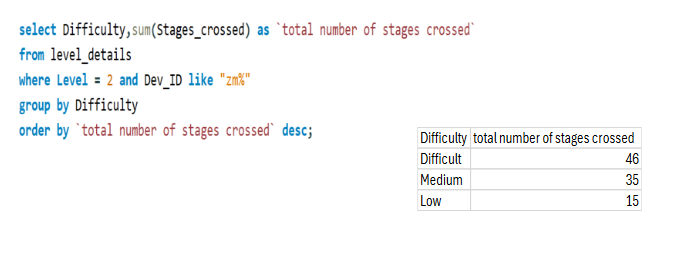 select Difficulty,sum(Stages_crossed) as `total number of stages crossed`
from level_details
where Level = 2 and Dev_ID like "zm%"
group by Difficulty
order by `total number of stages crossed` desc;
Difficulty total number of stages crossed
Difficult 46
Medium 35
Low 15